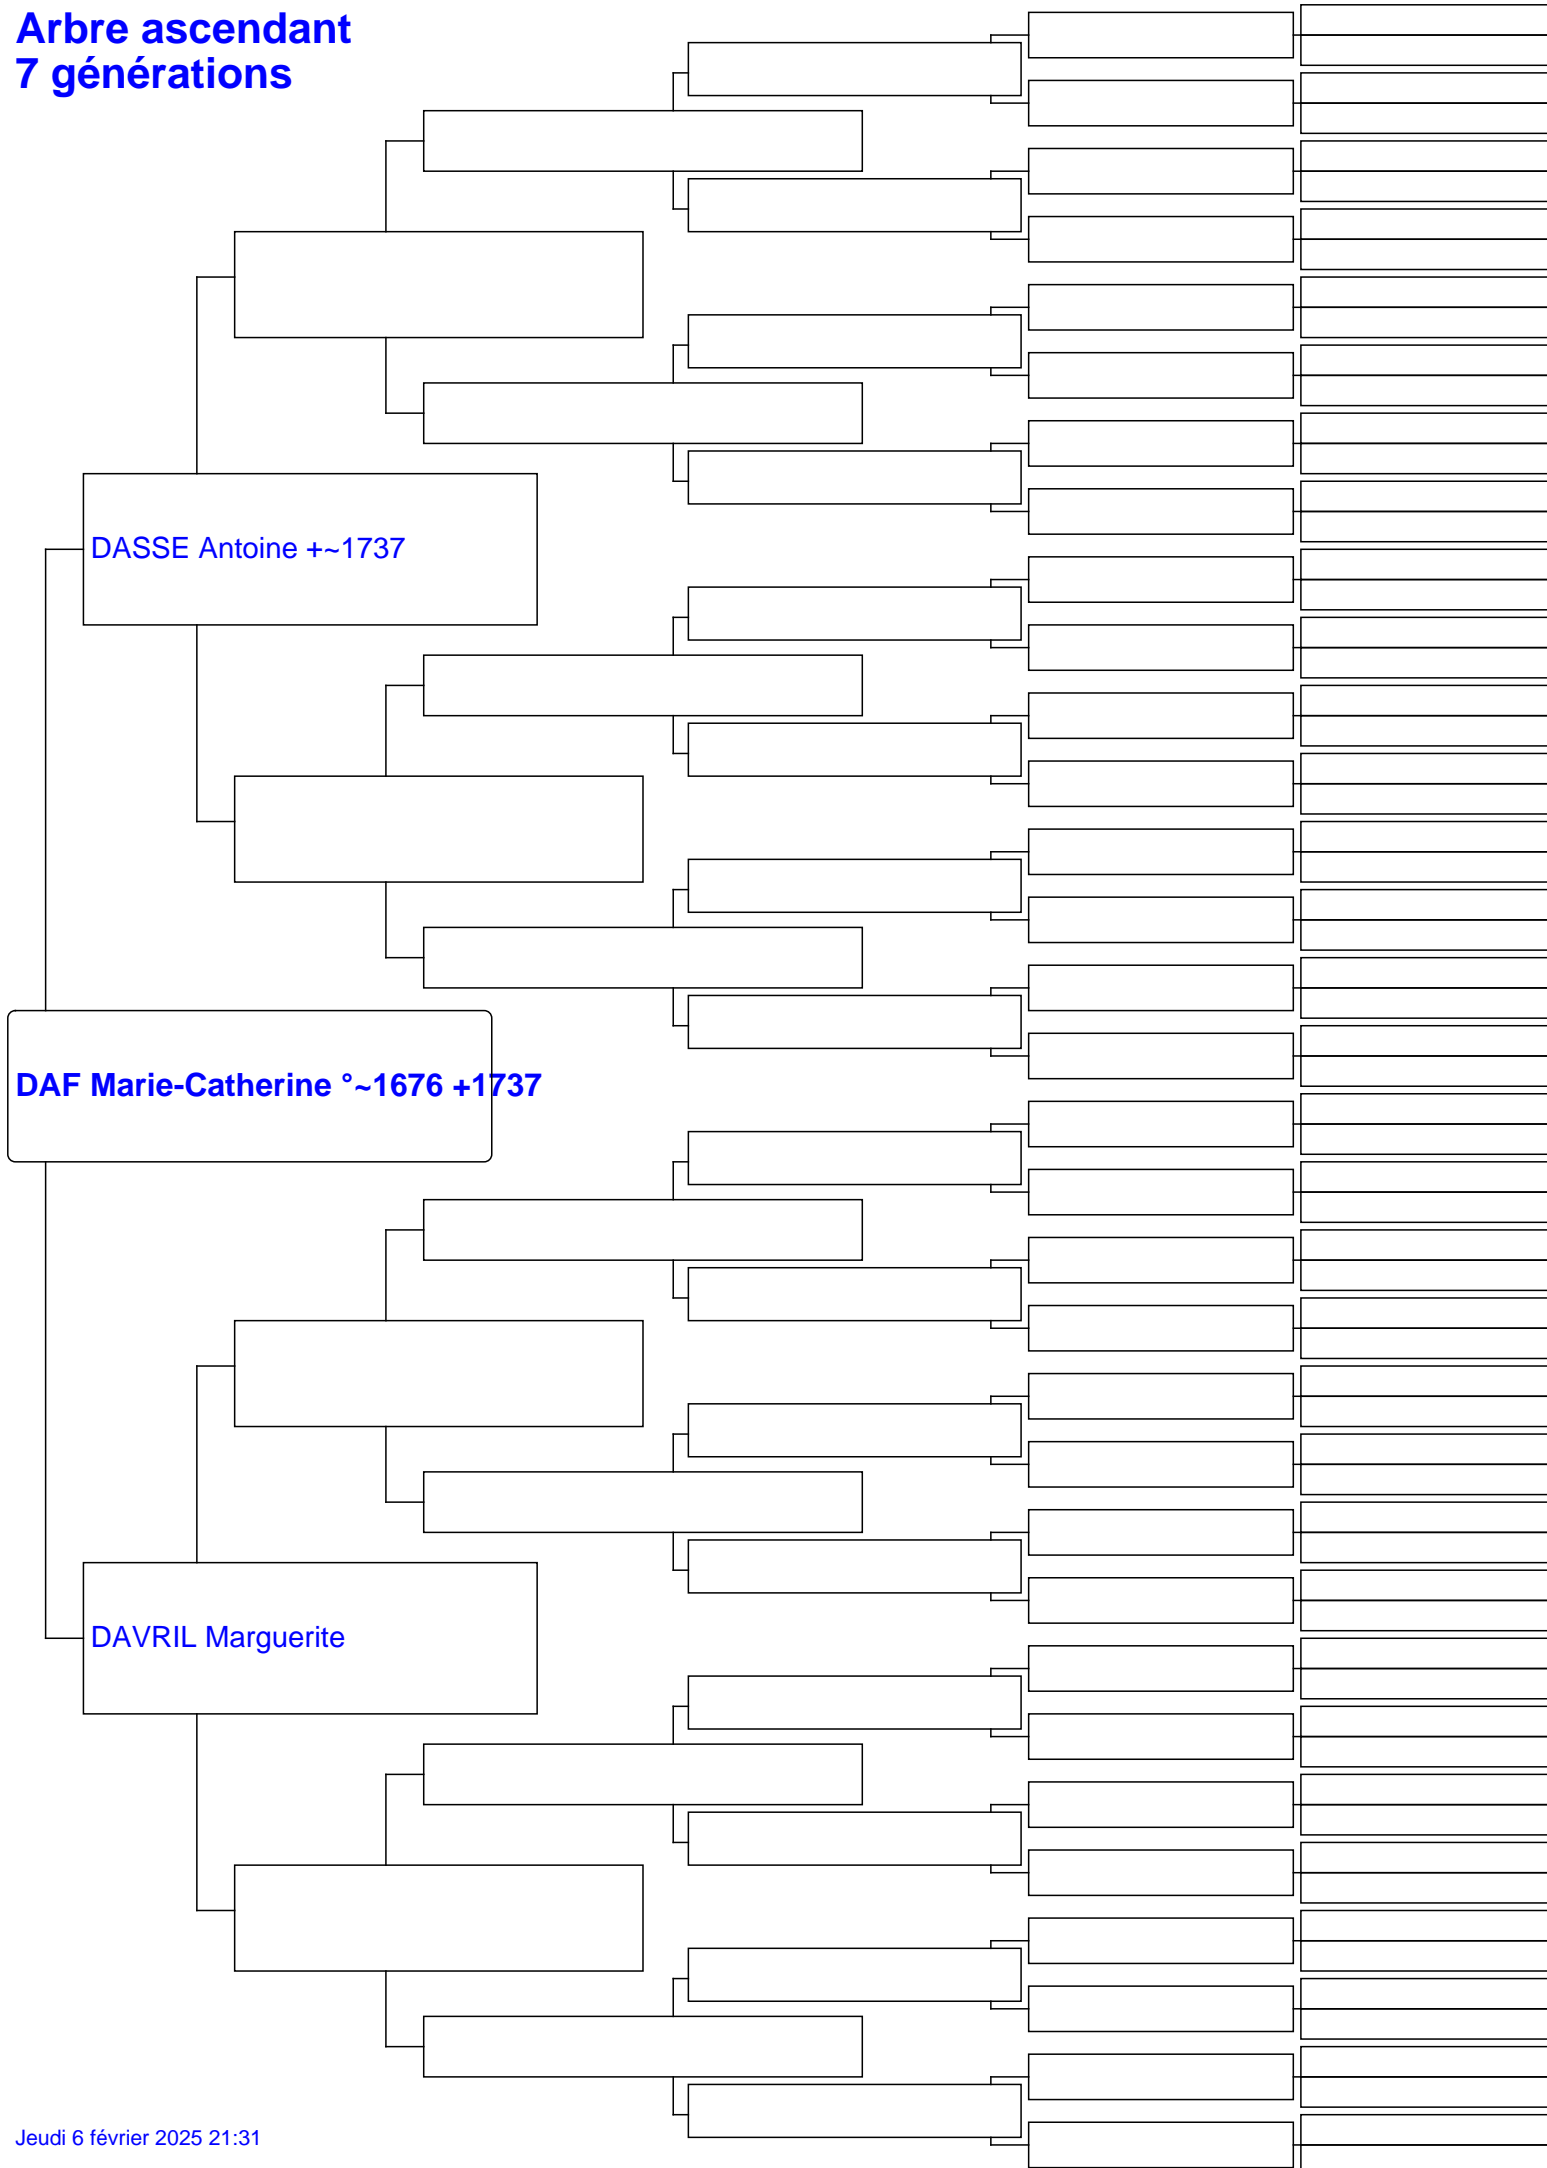 Arbre ascendant
7 générations
DASSE Antoine +~1737
DAF Marie-Catherine °~1676 +1737
DAVRIL Marguerite
Jeudi 6 février 2025 21:31